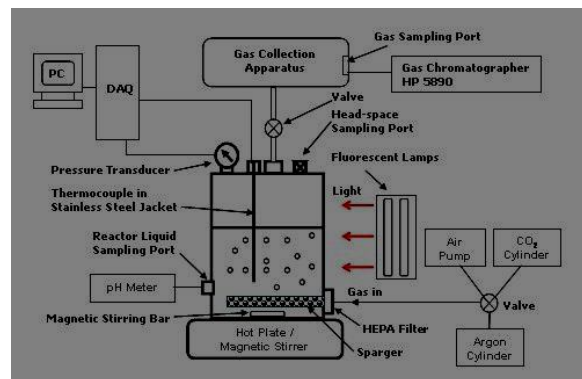 Gas Sampling Port
Gas Collection
Apparatus
Gas Chromatographer
HP 5890
PC
DAQ
Valve
Head-space
Sampling Port
Fluorescent Lamps
Pressure Transducer
Thermocouple in
Stainless Steel Jacket
Light
Reactor Liquid
Sampling Port
Air
Pump
CO₂
Cylinder
pH Meter
Gas in
Valve
Magnetic Stirring Bar
HEPA Filter
Hot Plate /
Magnetic Stirrer
Sparger
Argon
Cylinder